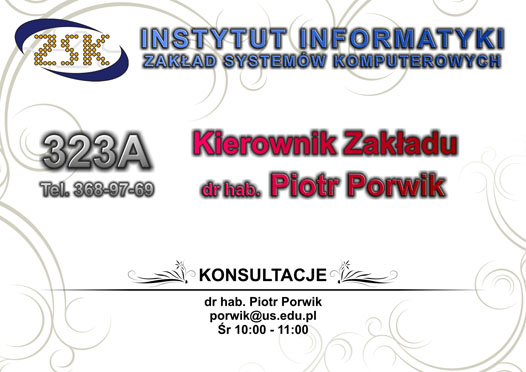 ZSK
INSTYTUT INFORMATYKI
ZAKŁAD SYSTEMÓW KOMPUTEROWYCH
323A
Tel. 368-97-69
Kierownik Zakładu
dr hab. Piotr Porwik
KONSULTACJE
dr hab. Piotr Porwik
porwik@us.edu.pl
Śr 10:00 - 11:00